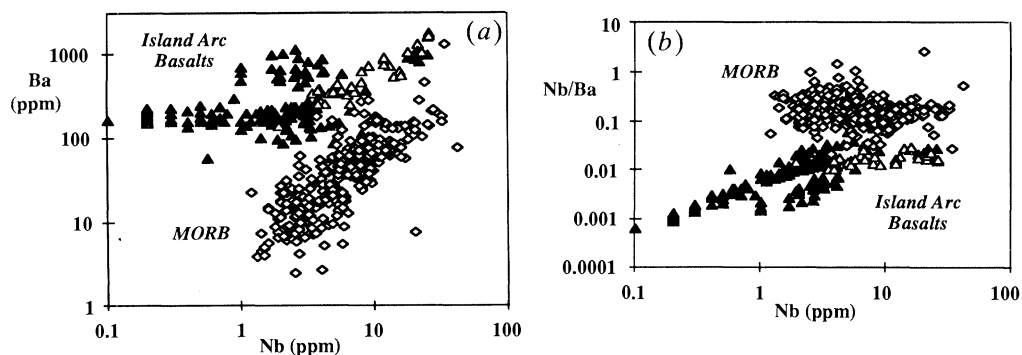 (a)
Island Arc
Basalts
Ba
(ppm)
1000
100
10
1
MORB
0.1
1
10
100
Nb (ppm)
(b)
MORB
Nb/Ba
10
1
0.1
0.01
0.001
0.0001
Island Arc
Basalts
0.1
1
10
100
Nb (ppm)